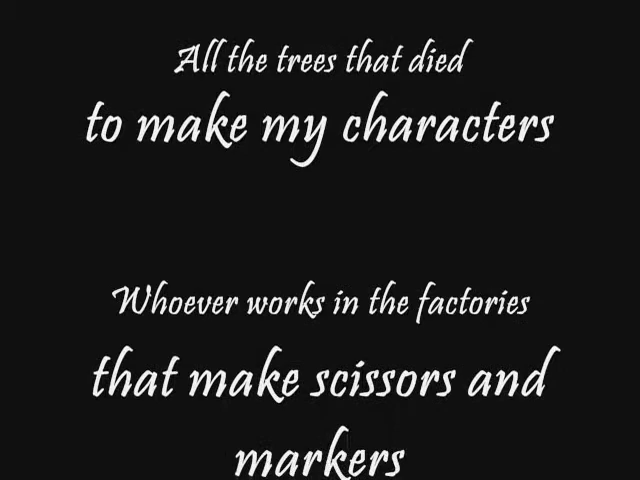 All the trees that died
to make my characters
Whoever works in the factories
that make scissors and
markers